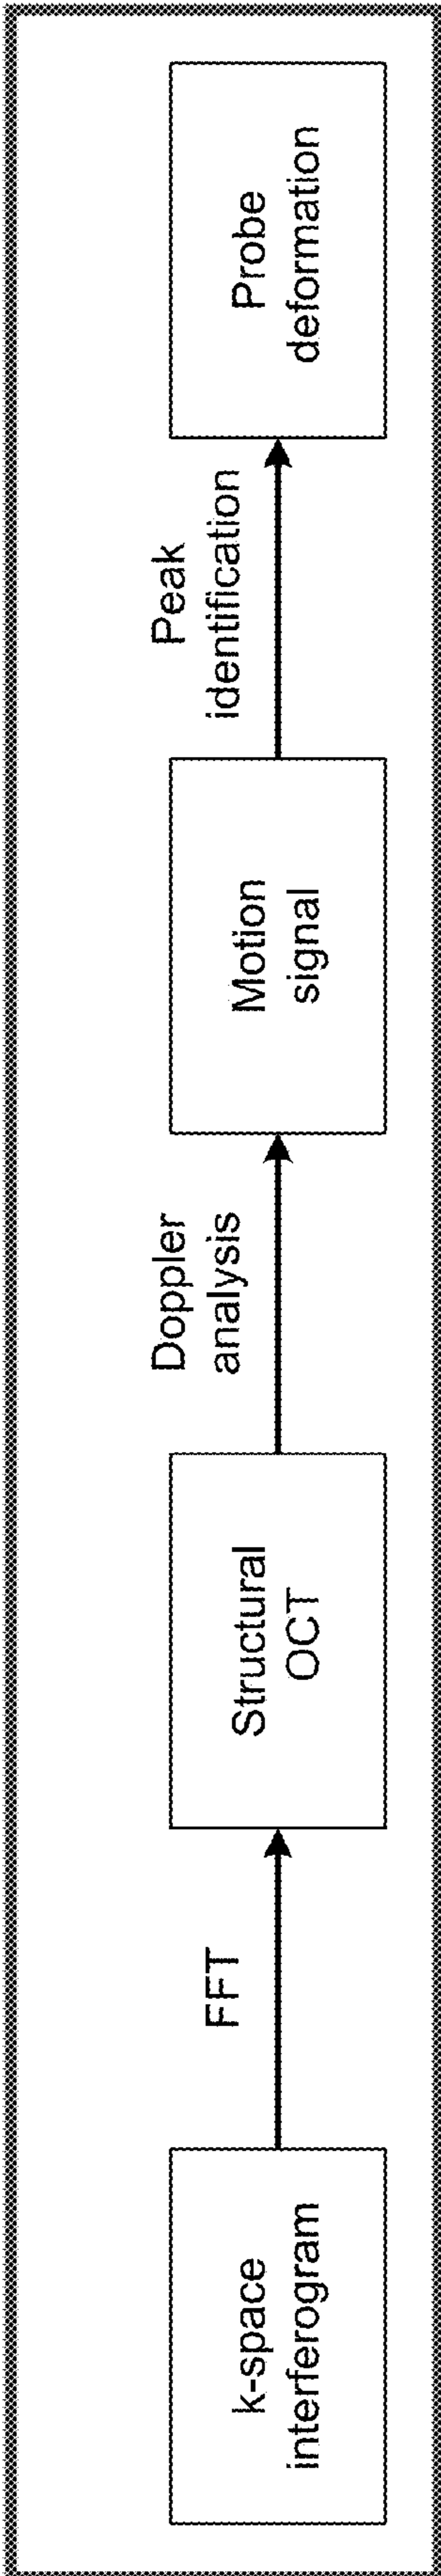 k-space
interferogram
FFT
Structural
OCT
Doppler
analysis
Motion
signal
Peak
identification
Probe
deformation